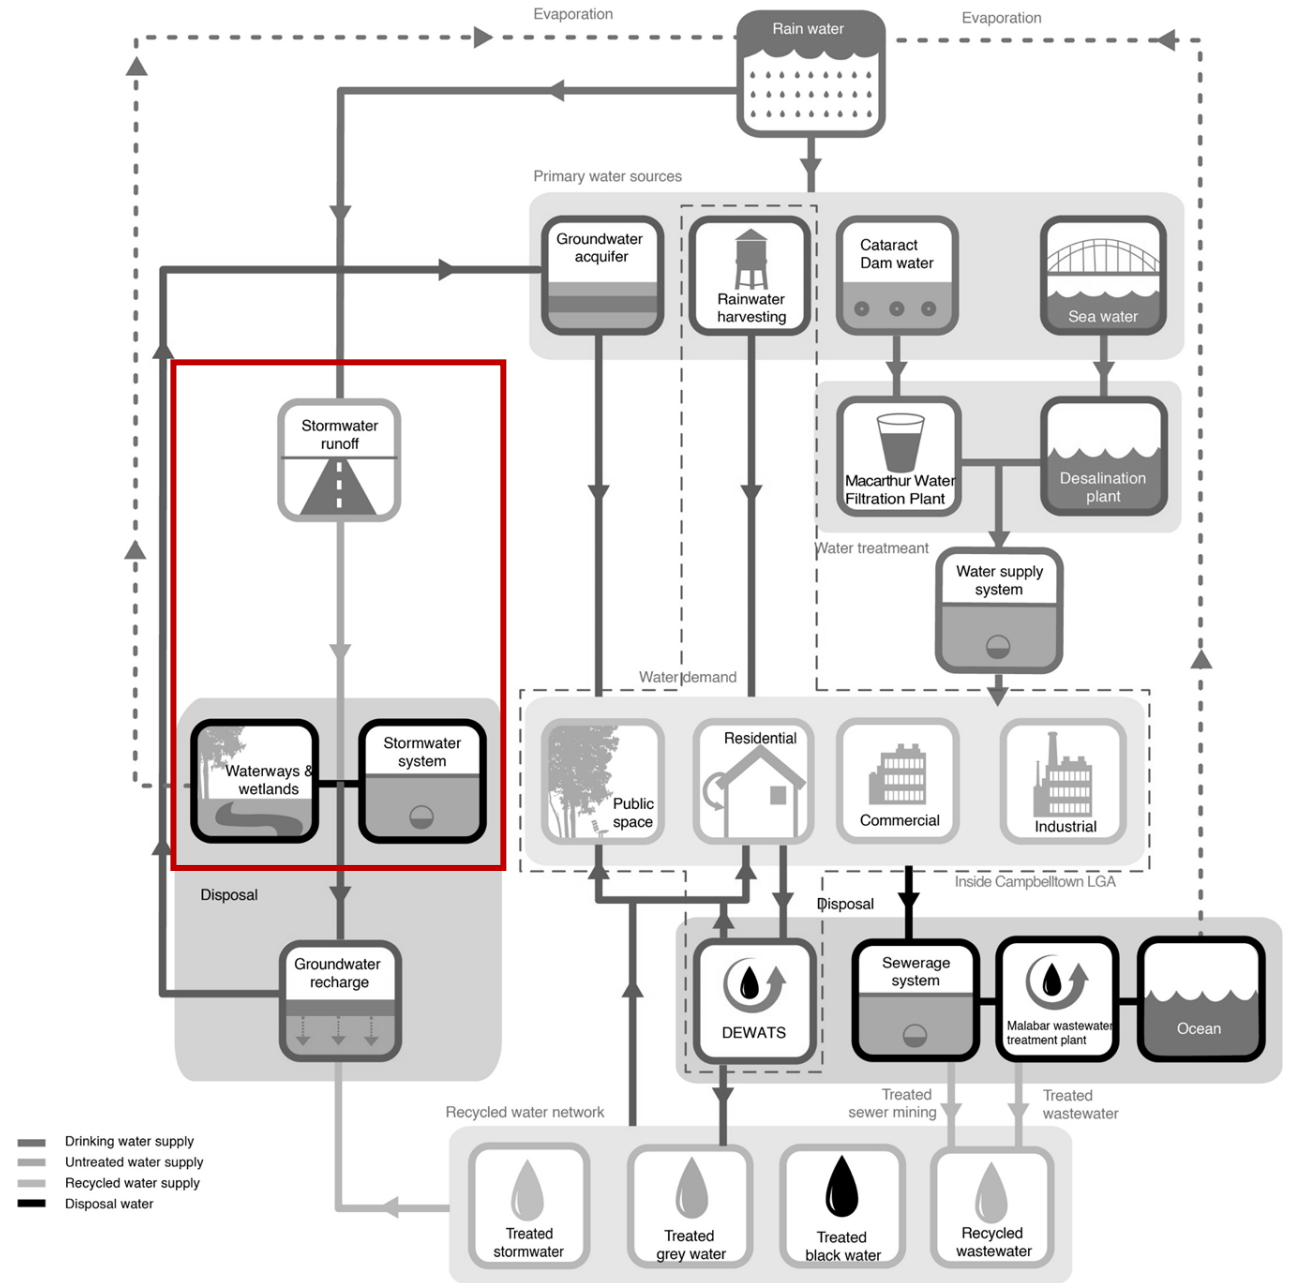 Evaporation
Rain water
Evaporation
Primary water sources
Groundwater
acquifer
Rainwater
harvesting
Cataract
Dam water
Sea water
Stormwater
runoff
Macarthur Water
Filtration Plant
Desalination
plant
Water treatmeant
Water supply
system
Water demand
Waterways &
wetlands
Stormwater
system
Public
space
Residential
Commercial
Industrial
Inside Campbelltown LGA
Disposal
Disposal
Groundwater
recharge
DEWATS
Sewerage
system
Malabar wastewater
treatment plant
Ocean
Treated
sewer mining
Treated
wastewater
Recycled water network
Drinking water supply
Untreated water supply
Recycled water supply
Disposal water
Treated
stormwater
Treated
grey water
Treated
black water
Recycled
wastewater